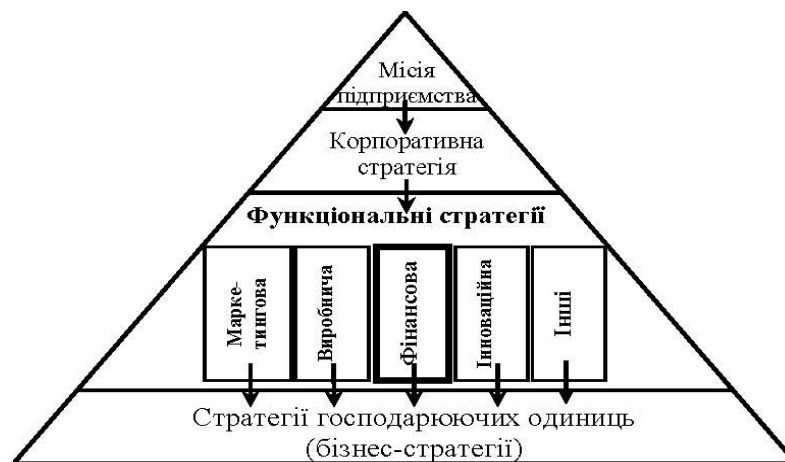 Місія
підприємства
Корпоративна
стратегія
Функціональні стратегії
Марке-
тингова
Виробнича
Фінансова
Інноваційна
Інші
Стратегії господарюючих одиниць
(бізнес-стратегії)